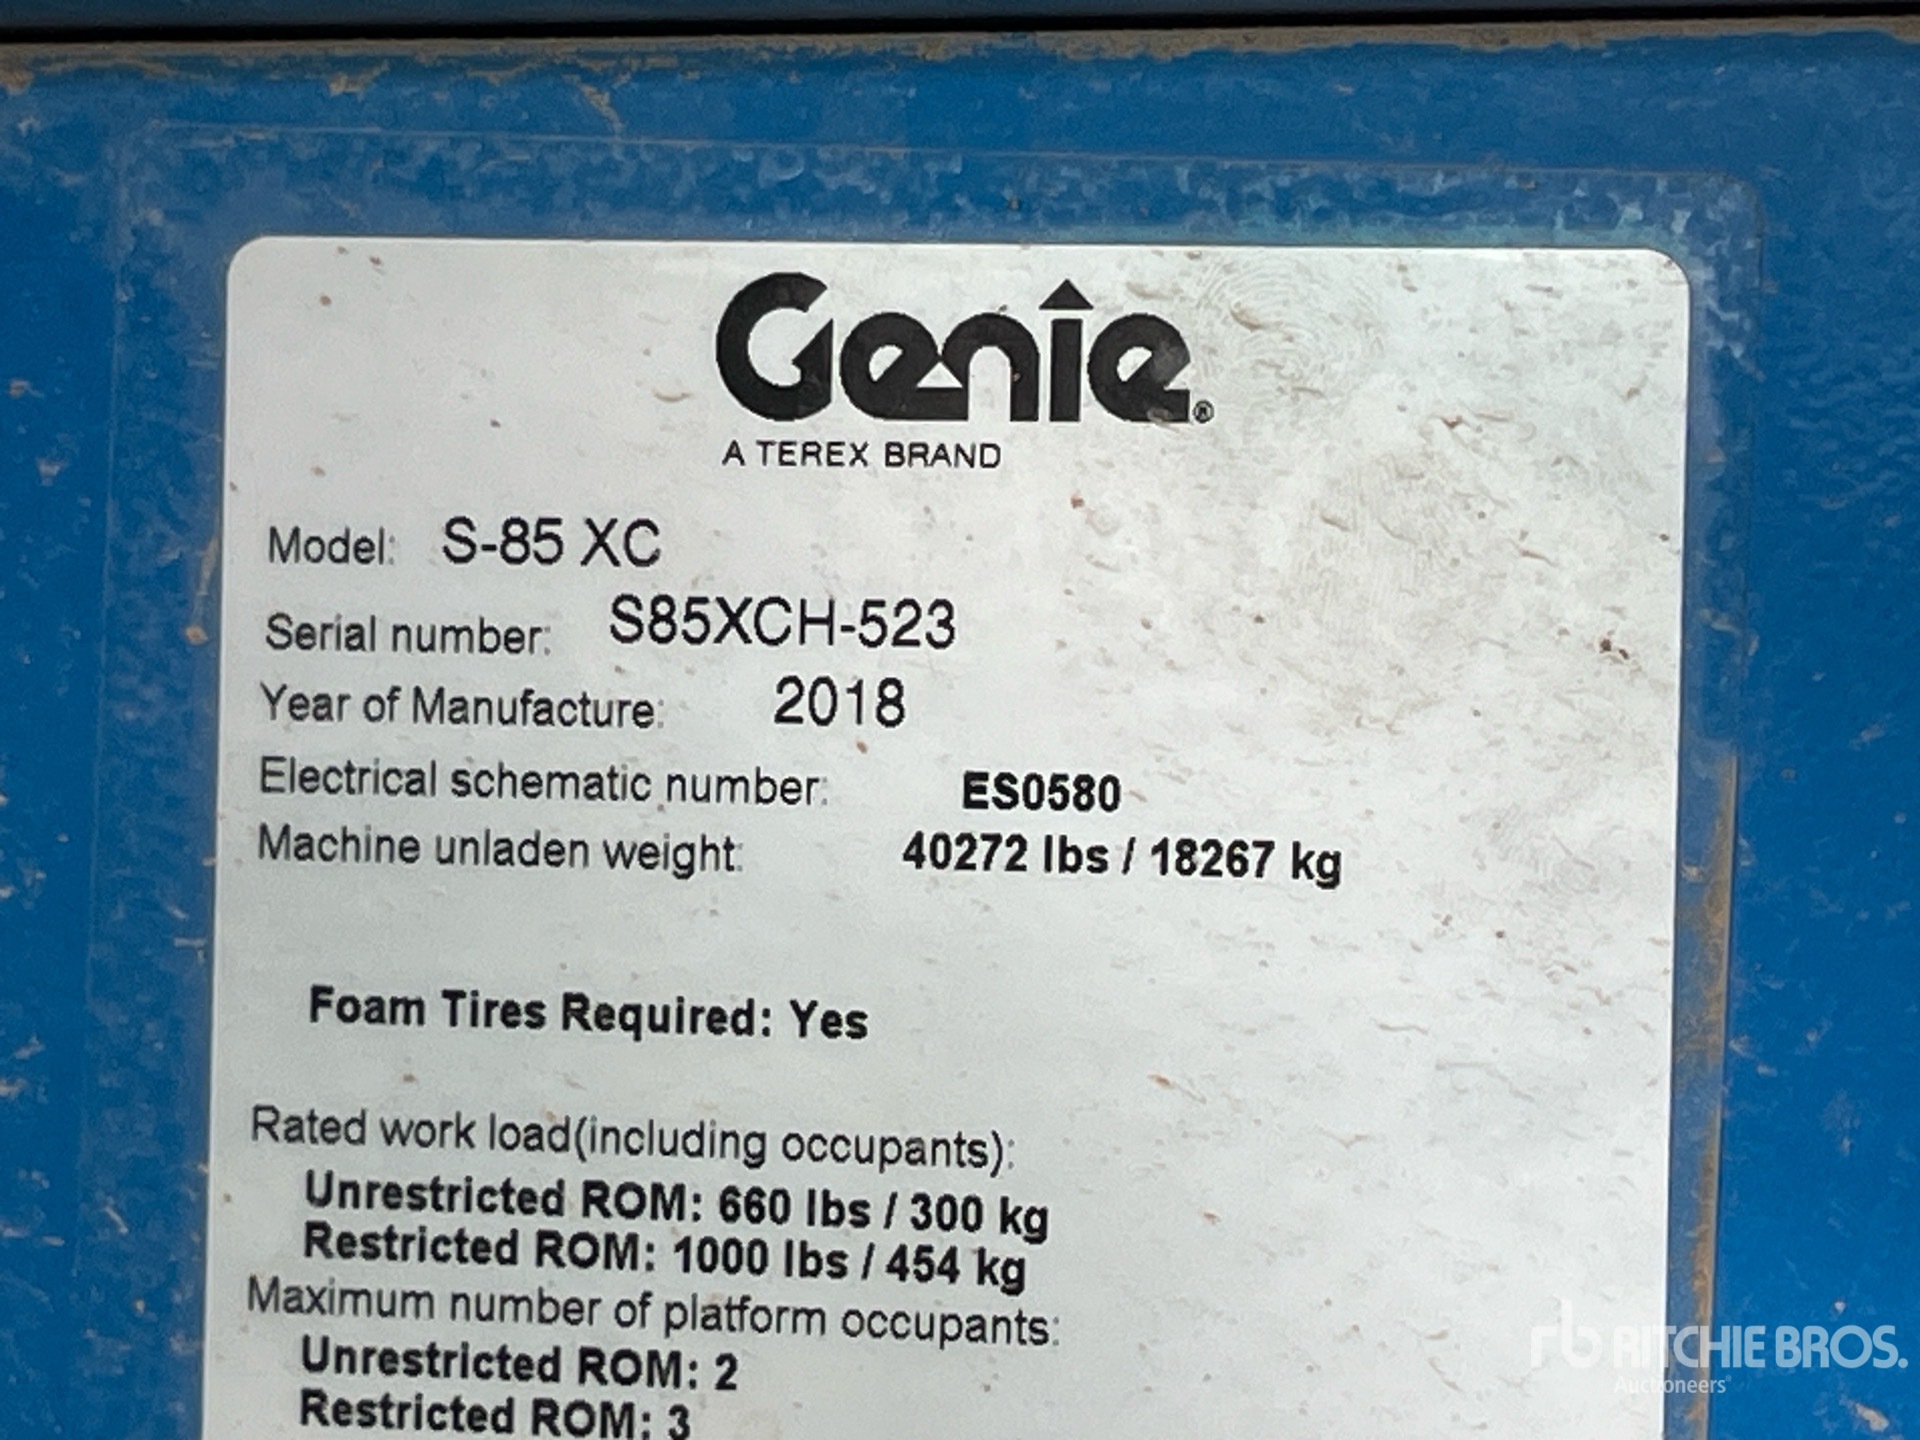 Genie®
A TEREX BRAND
Model: S-85 XC
Serial number: S85XCH-523
Year of Manufacture: 2018
Electrical schematic number: ES0580
Machine unladen weight: 40272 lbs / 18267 kg
Foam Tires Required: Yes
Rated work load(including occupants):
Unrestricted ROM: 660 lbs / 300 kg
Restricted ROM: 1000 lbs / 454 kg
Maximum number of platform occupants:
Unrestricted ROM: 2
Restricted ROM: 3
rb RITCHIE BROS.
Auctioneers